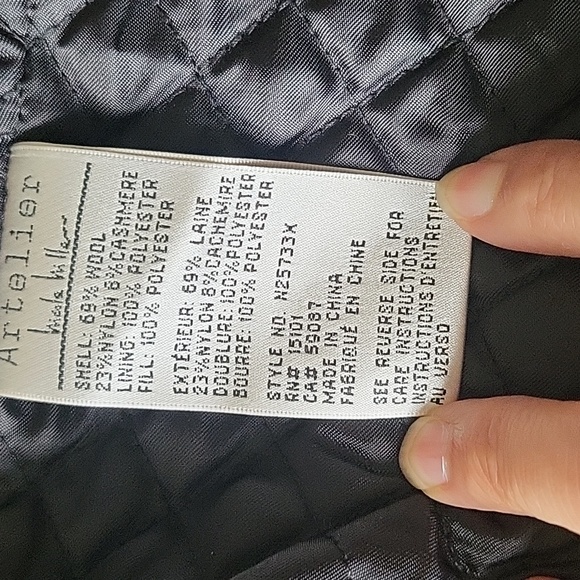 Artelier
Nicole Miller
SHELL: 69% WOOL
23%NYLON 8%CASHMERE
LINING: 100% POLYESTER
FILL: 100% POLYESTER
EXTÉRIEUR: 69% LAINE
23%NYLON 8%CACHEMIRE
DOUBLURE: 100%POLYESTER
BOURRE: 100% POLYESTER
STYLE NO. N25733X
RN# 15101
CA# 59087
MADE IN CHINA
FABRIQUÉ EN CHINE
SEE REVERSE SIDE FOR
CARE INSTRUCTIONS
INSTRUCTIONS D'ENTRETIEN
AU VERSO